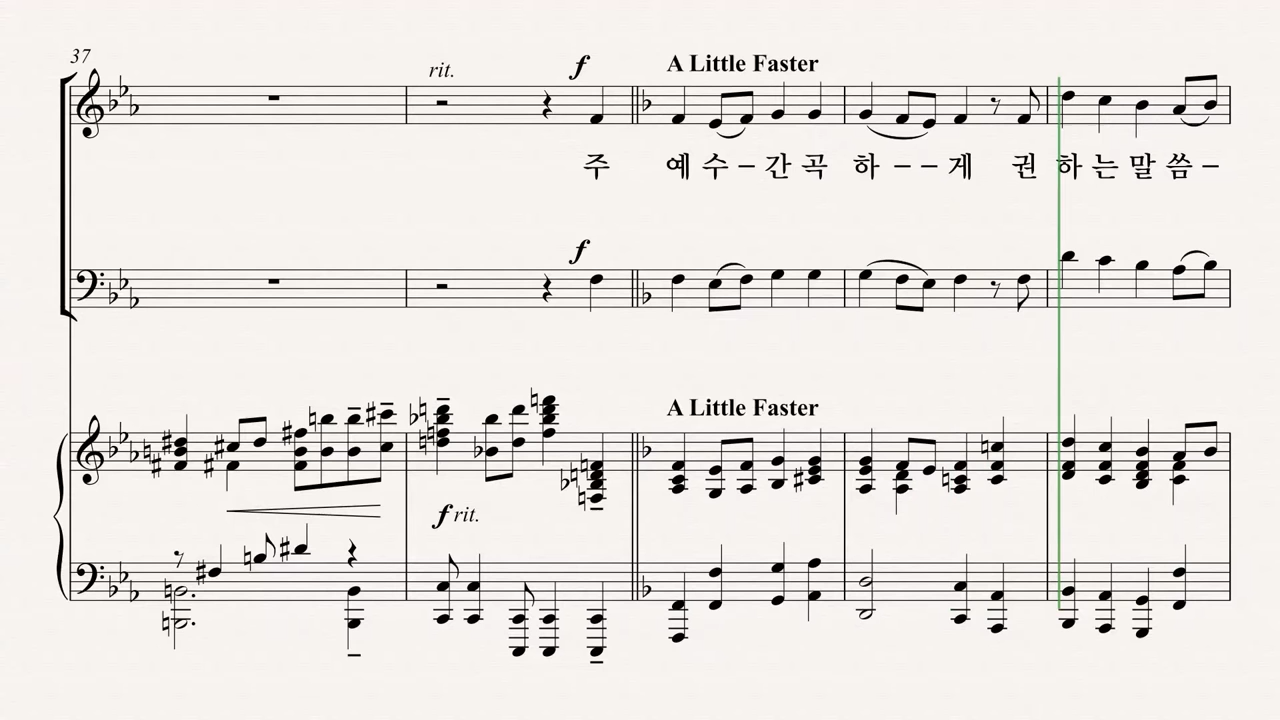 37
rit.
f
A Little Faster
주 예 수 – 간 곡 하 – – 게 권 하 는 말 씀 –
f
A Little Faster
f rit.